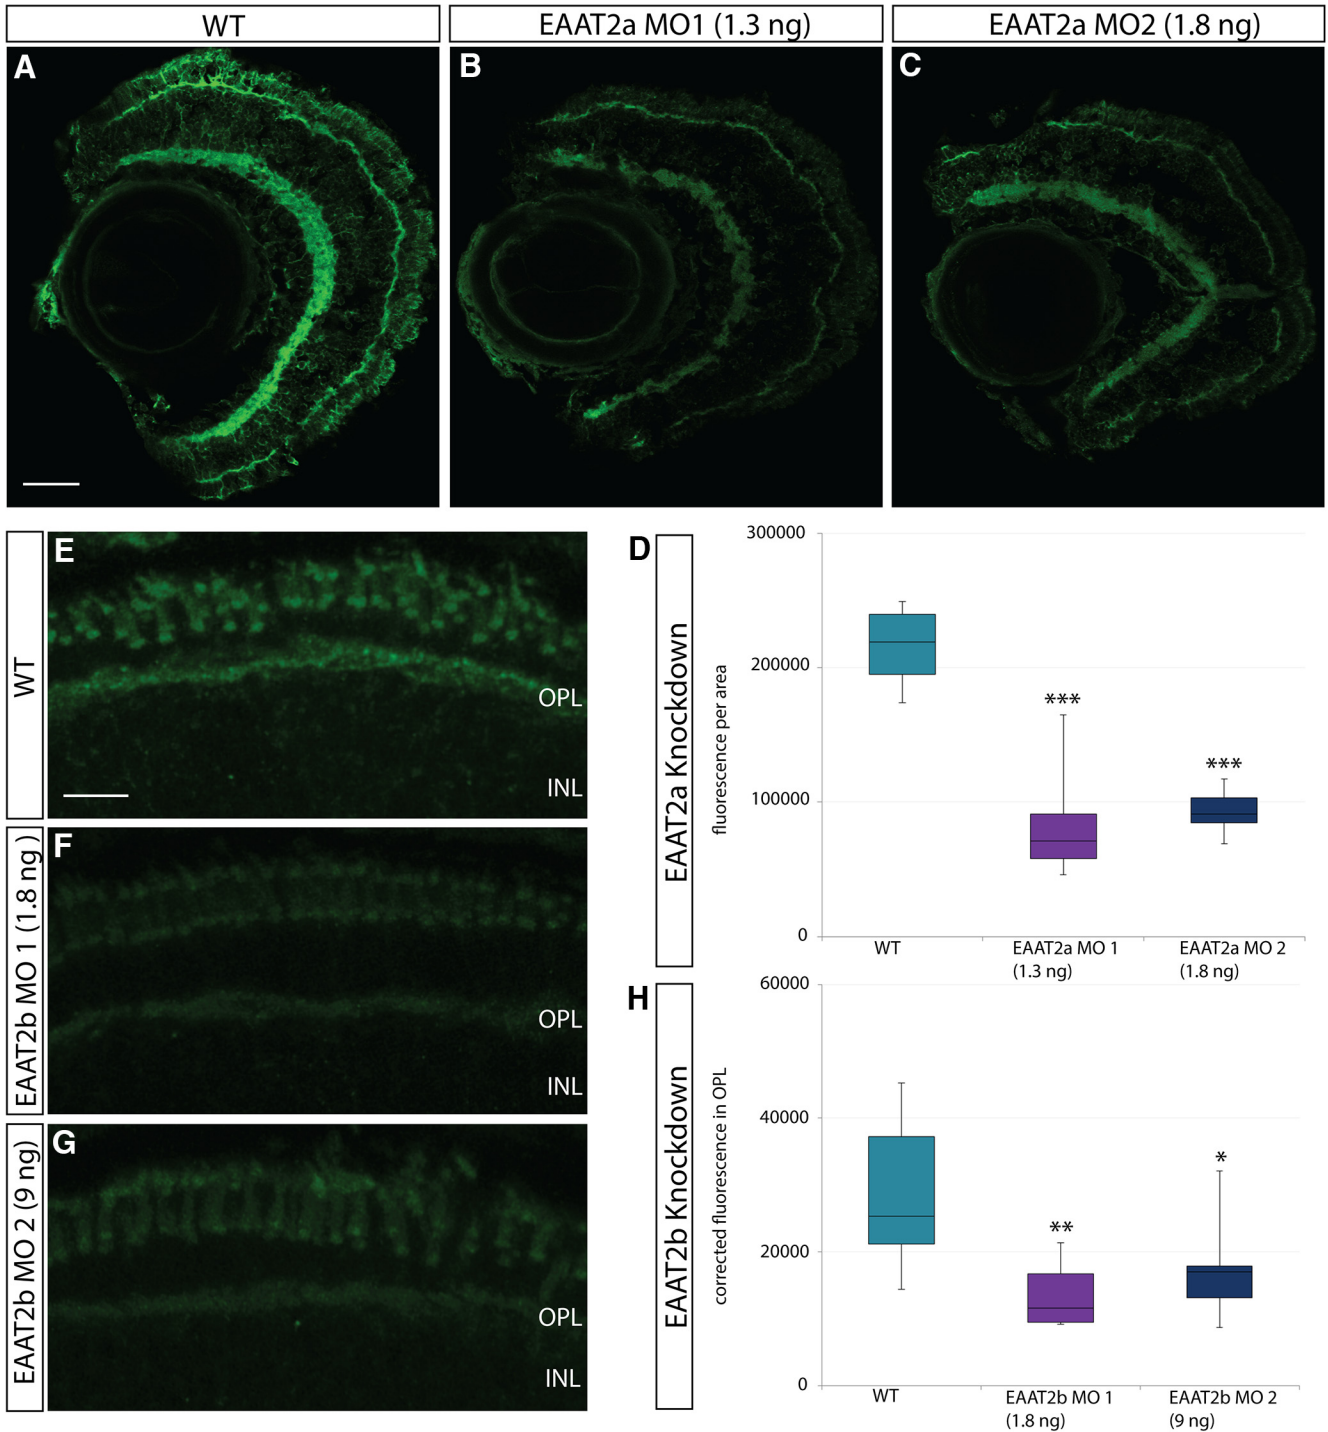 WT
EAAT2a MO1 (1.3 ng)
EAAT2a MO2 (1.8 ng)
A
B
C
WT
E
OPL
INL
EAAT2b MO 1 (1.8 ng )
F
OPL
INL
EAAT2b MO 2 (9 ng)
G
OPL
INL
D
EAAT2a Knockdown
fluorescence per area
300000
200000
100000
0
***
***
WT
EAAT2a MO 1
(1.3 ng)
EAAT2a MO 2
(1.8 ng)
H
EAAT2b Knockdown
corrected fluorescence in OPL
60000
40000
20000
0
**
*
WT
EAAT2b MO 1
(1.8 ng)
EAAT2b MO 2
(9 ng)